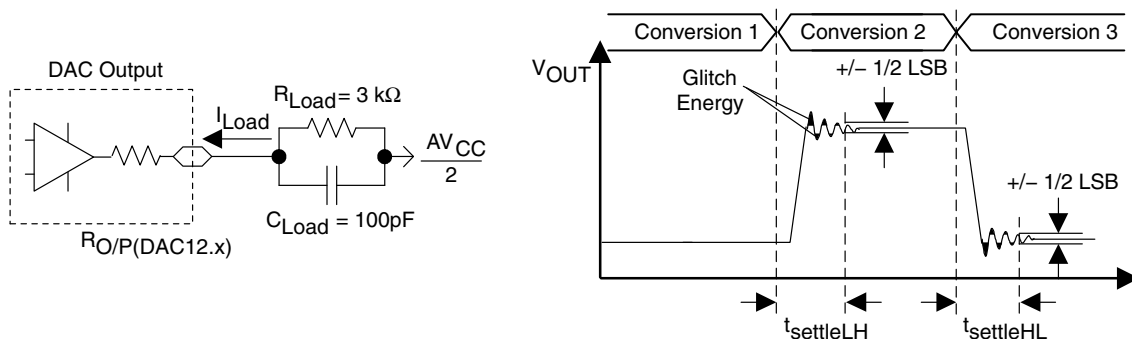 DAC Output
I_Load
R_Load = 3 kΩ
AV_CC
2
C_Load = 100pF
R_O/P(DAC12.x)
Conversion 1
Conversion 2
Conversion 3
V_OUT
Glitch
Energy
+/− 1/2 LSB
+/− 1/2 LSB
t_settleLH
t_settleHL